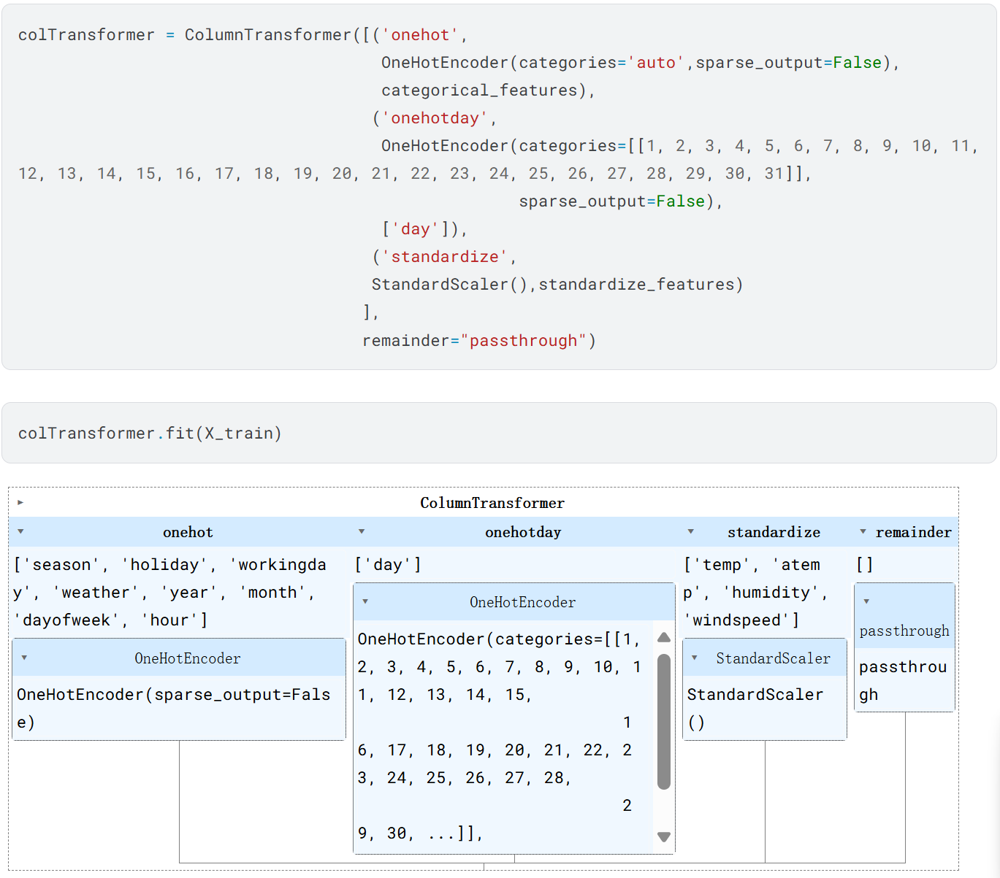 colTransformer = ColumnTransformer([('onehot',
OneHotEncoder(categories='auto',sparse_output=False),
categorical_features),
('onehotday',
OneHotEncoder(categories=[[1, 2, 3, 4, 5, 6, 7, 8, 9, 10, 11,
12, 13, 14, 15, 16, 17, 18, 19, 20, 21, 22, 23, 24, 25, 26, 27, 28, 29, 30, 31]],
sparse_output=False),
['day']),
('standardize',
StandardScaler(),standardize_features)
],
remainder="passthrough")
colTransformer.fit(X_train)
ColumnTransformer
onehot
['season', 'holiday', 'workingda
y', 'weather', 'year', 'month',
'dayofweek', 'hour']
OneHotEncoder
OneHotEncoder(sparse_output=Fals
e)
onehotday
['day']
OneHotEncoder
OneHotEncoder(categories=[[1,
2, 3, 4, 5, 6, 7, 8, 9, 10, 1
1, 12, 13, 14, 15,
1
6, 17, 18, 19, 20, 21, 22, 2
3, 24, 25, 26, 27, 28,
2
9, 30, ...]],
standardize
['temp', 'atem
p', 'humidity',
'windspeed']
StandardScaler
StandardScaler
()
remainder
[]
passthrough
passthrou
gh